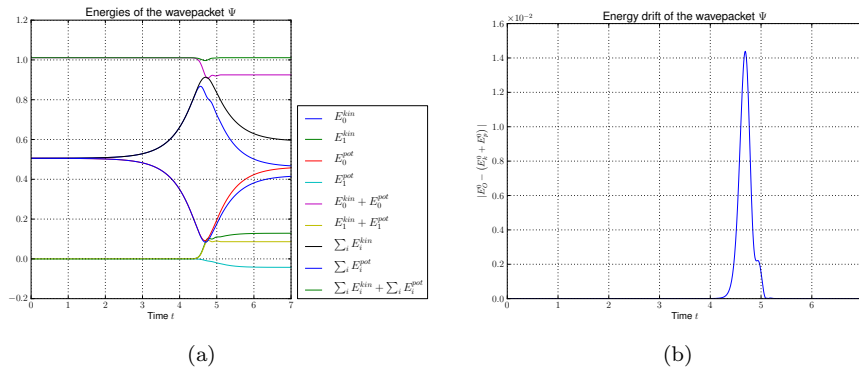 Energies of the wavepacket Ψ
1.2
1.0
0.8
0.6
0.4
0.2
0.0
−0.2
0 1 2 3 4 5 6 7
Time t
E_0^{kin}
E_1^{kin}
E_0^{pot}
E_1^{pot}
E_0^{kin} + E_0^{pot}
E_1^{kin} + E_1^{pot}
∑_i E_i^{kin}
∑_i E_i^{pot}
∑_i E_i^{kin} + ∑_i E_i^{pot}
(a)
Energy drift of the wavepacket Ψ
1.6 ×10^{−2}
1.4
1.2
1.0
0.8
0.6
0.4
0.2
0.0
0 1 2 3 4 5 6 7
Time t
(b)